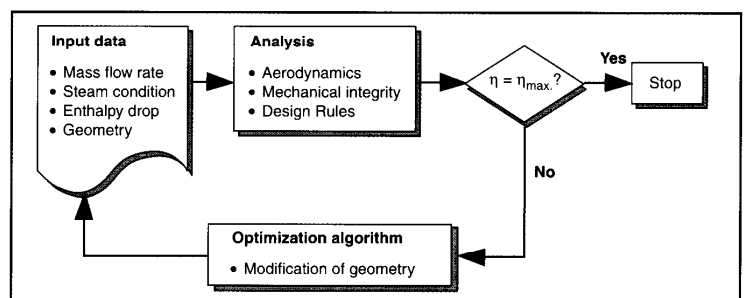 Input data
• Mass flow rate
• Steam condition
• Enthalpy drop
• Geometry
Analysis
• Aerodynamics
• Mechanical integrity
• Design Rules
η = ηmax.?
Yes
Stop
No
Optimization algorithm
• Modification of geometry